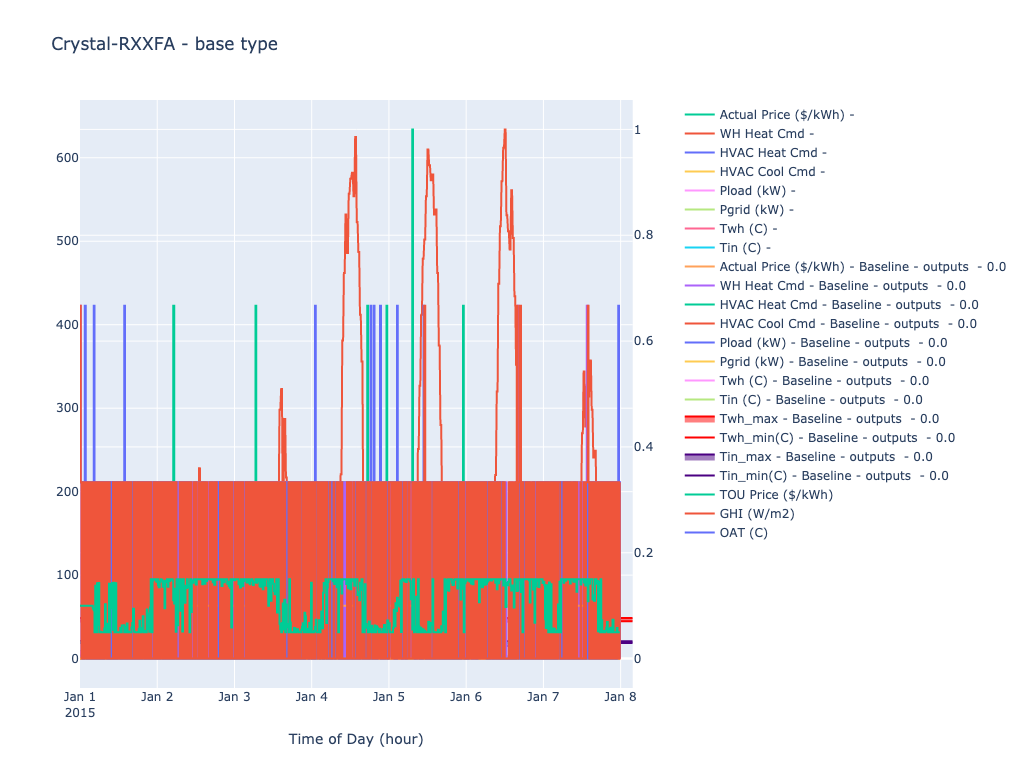 Crystal-RXXFA - base type
600
500
400
300
200
100
0
1
0.8
0.6
0.4
0.2
0
Jan 1
2015
Jan 2
Jan 3
Jan 4
Jan 5
Jan 6
Jan 7
Jan 8
Time of Day (hour)
Actual Price ($/kWh) -
WH Heat Cmd -
HVAC Heat Cmd -
HVAC Cool Cmd -
Pload (kW) -
Pgrid (kW) -
Twh (C) -
Tin (C) -
Actual Price ($/kWh) - Baseline - outputs  - 0.0
WH Heat Cmd - Baseline - outputs  - 0.0
HVAC Heat Cmd - Baseline - outputs  - 0.0
HVAC Cool Cmd - Baseline - outputs  - 0.0
Pload (kW) - Baseline - outputs  - 0.0
Pgrid (kW) - Baseline - outputs  - 0.0
Twh (C) - Baseline - outputs  - 0.0
Tin (C) - Baseline - outputs  - 0.0
Twh_max - Baseline - outputs  - 0.0
Twh_min(C) - Baseline - outputs  - 0.0
Tin_max - Baseline - outputs  - 0.0
Tin_min(C) - Baseline - outputs  - 0.0
TOU Price ($/kWh)
GHI (W/m2)
OAT (C)